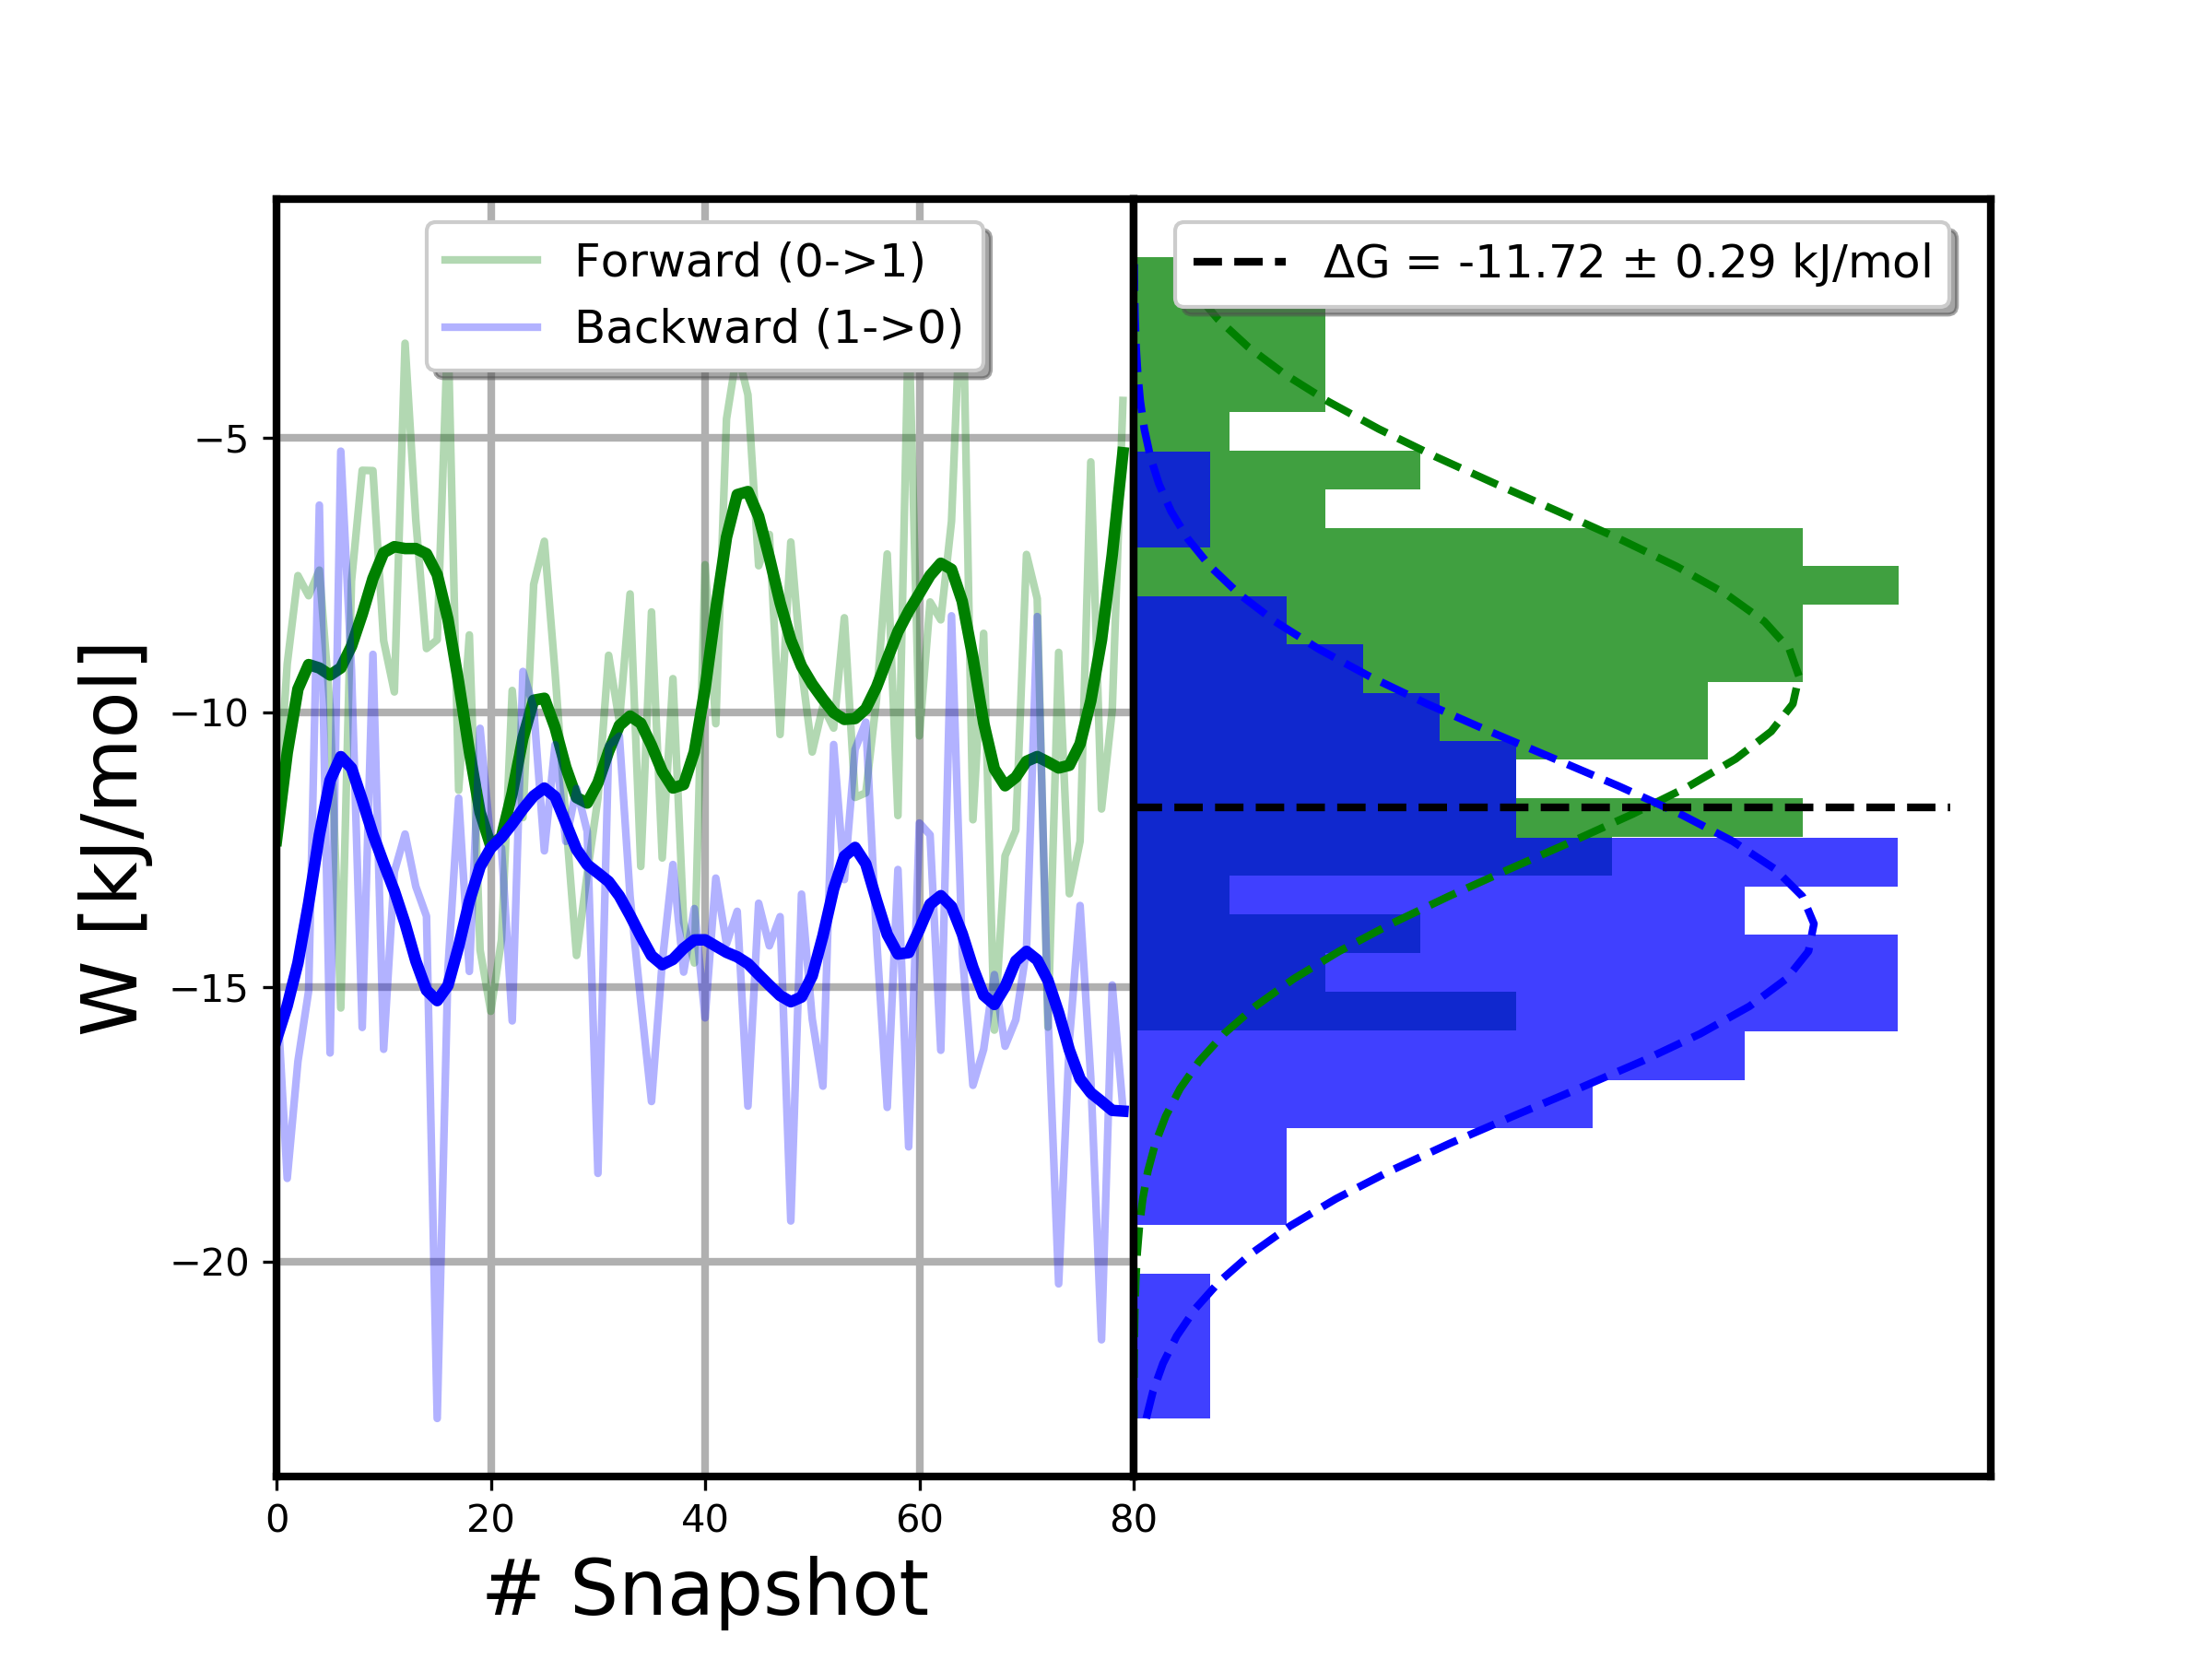 Forward (0->1)
Backward (1->0)
ΔG = -11.72 ± 0.29 kJ/mol
W [kJ/mol]
−5
−10
−15
−20
0 20 40 60 80
# Snapshot